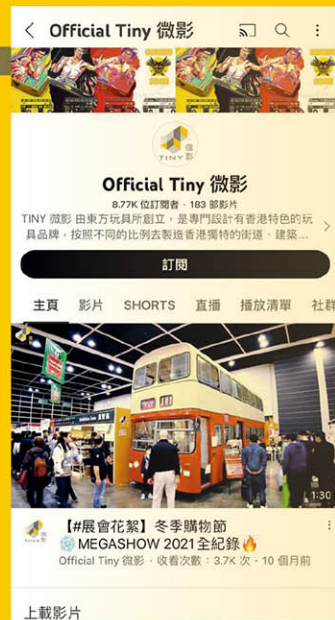 Official Tiny 微影
TINY 微影
Official Tiny 微影
8.77K 位訂閱者 · 183 部影片
TINY 微影 由東方玩具所創立，是專門設計有香港特色的玩
具品牌，按照不同的比例去製造香港獨特的街道、建築...
訂閱
主頁 影片 SHORTS 直播 播放清單 社群
1:30
【#展會花絮】冬季購物節
❄️MEGASHOW 2021全紀錄🔥
Official Tiny 微影 · 收看次數：3.7K 次 · 10 個月前
上載影片